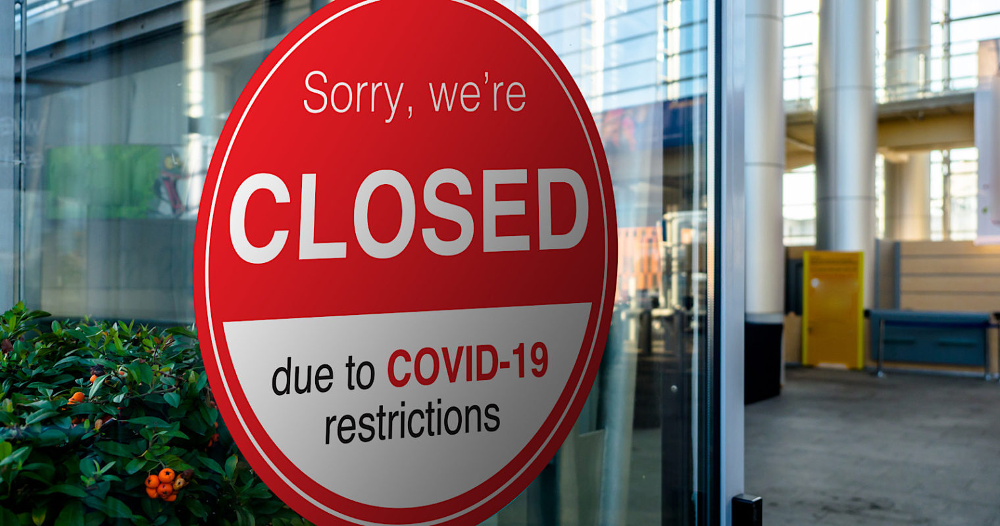 Sorry, we're
CLOSED
due to COVID-19
restrictions